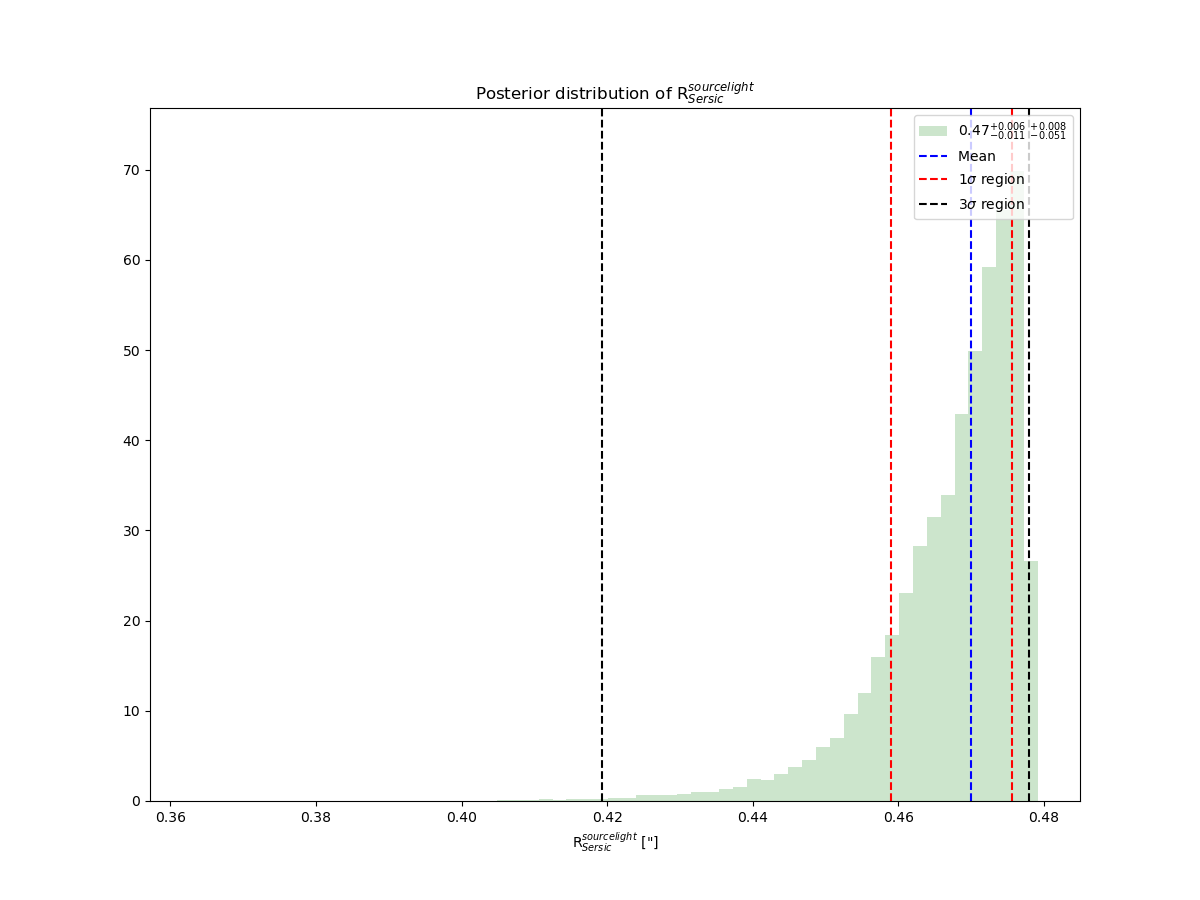 Posterior distribution of R$_{Sersic}^{sourcelight}$
0.47$^{+0.006}_{-0.011}$ $^{+0.008}_{-0.051}$
Mean
1σ region
3σ region
70
60
50
40
30
20
10
0
0.36 0.38 0.40 0.42 0.44 0.46 0.48
R$_{Sersic}^{sourcelight}$ ["]